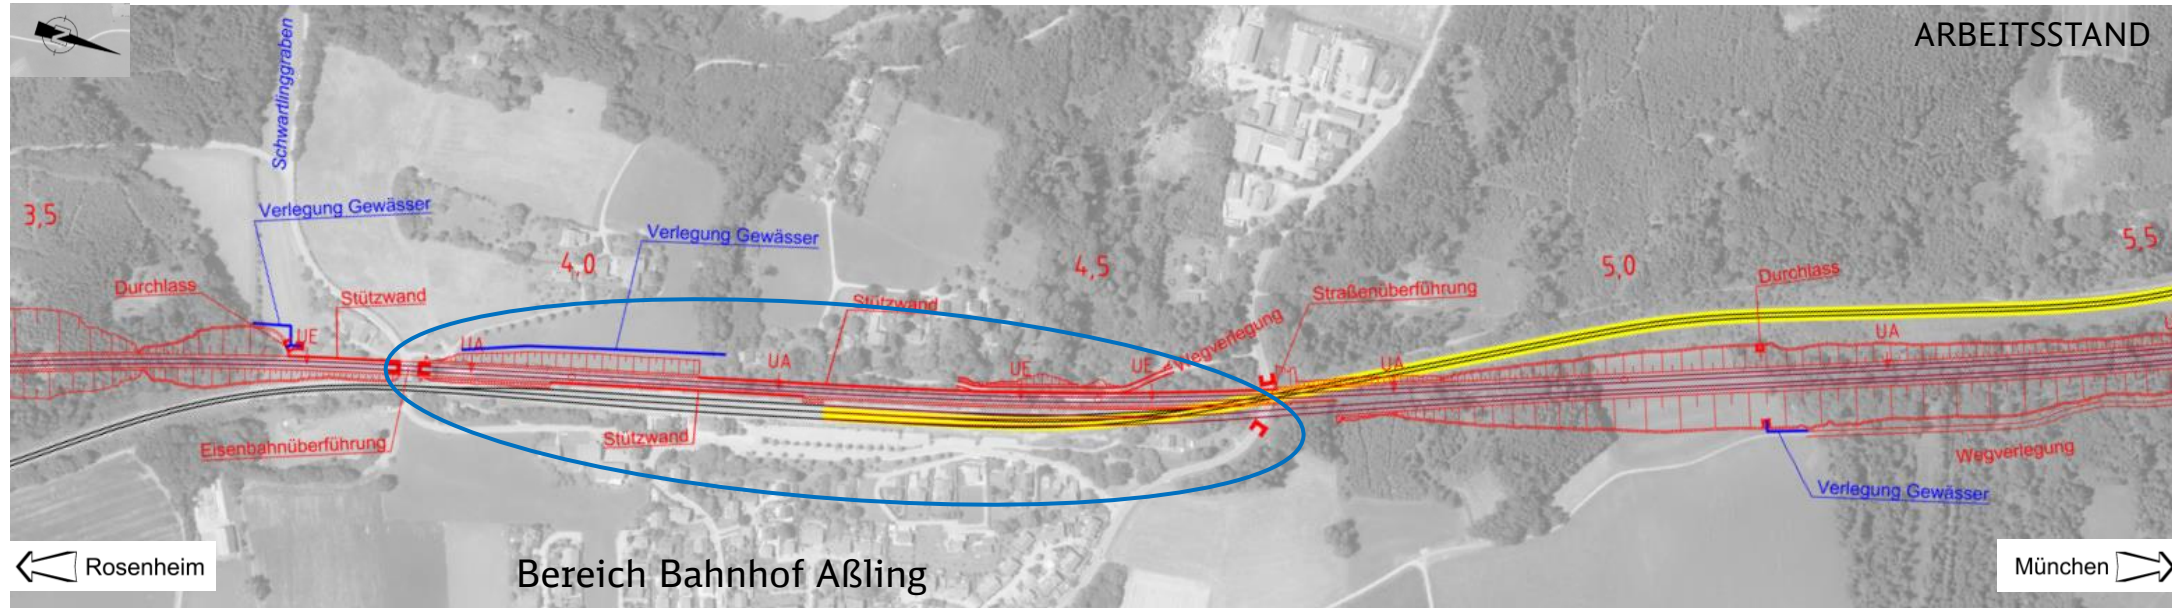 ARBEITSSTAND
N
Schwartlinggraben
Verlegung Gewässer
Verlegung Gewässer
3,5
4,0
4,5
5,0
5,5
Durchlass
Stützwand
Stützwand
Straßenüberführung
Durchlass
UE
UA
UA
UE
UE
Wegverlegung
UA
UA
Eisenbahnüberführung
Stützwand
Wegverlegung
Verlegung Gewässer
Rosenheim
Bereich Bahnhof Aßling
München